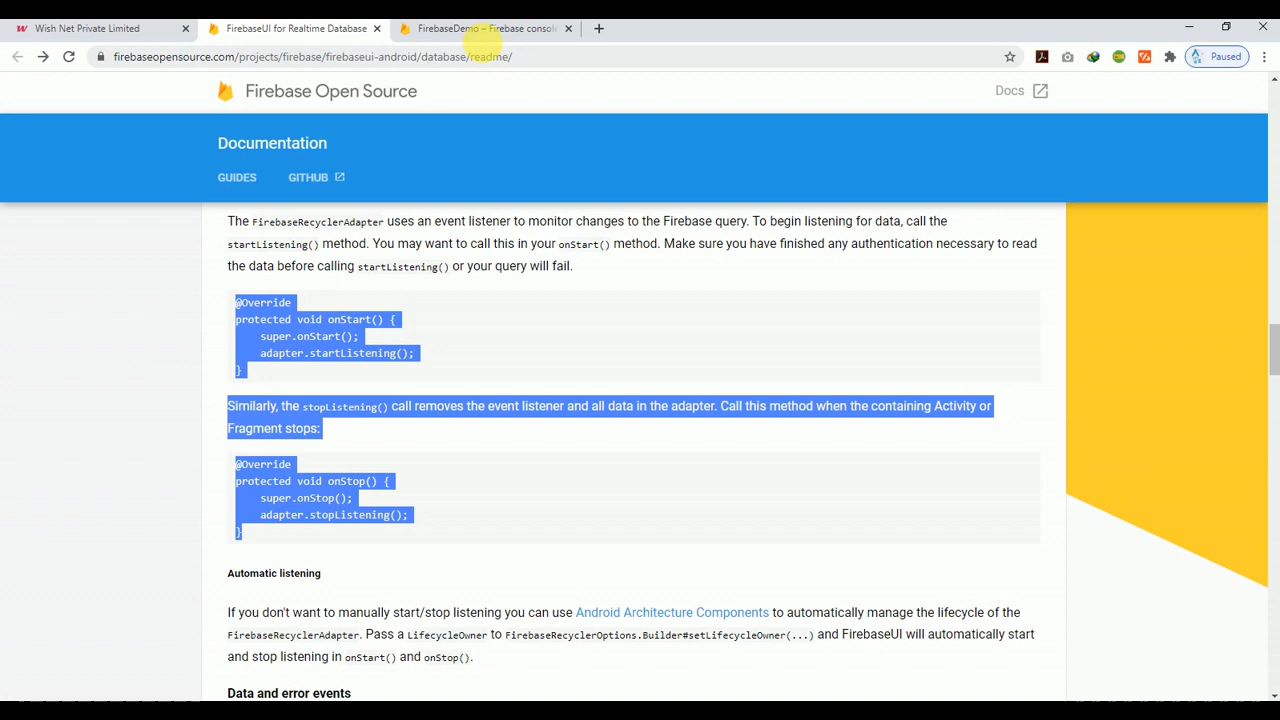 Wish Net Private Limited
FirebaseUI for Realtime Database
FirebaseDemo – Firebase consol
firebaseopensource.com/projects/firebase/firebaseui-android/database/readme/
Paused
Firebase Open Source
Docs
Documentation
GUIDES
GITHUB
The FirebaseRecyclerAdapter uses an event listener to monitor changes to the Firebase query. To begin listening for data, call the
startListening() method. You may want to call this in your onStart() method. Make sure you have finished any authentication necessary to read
the data before calling startListening() or your query will fail.
@Override
protected void onStart() {
super.onStart();
adapter.startListening();
}
Similarly, the stopListening() call removes the event listener and all data in the adapter. Call this method when the containing Activity or
Fragment stops:
@Override
protected void onStop() {
super.onStop();
adapter.stopListening();
}
Automatic listening
If you don't want to manually start/stop listening you can use Android Architecture Components to automatically manage the lifecycle of the
FirebaseRecyclerAdapter. Pass a LifecycleOwner to FirebaseRecyclerOptions.Builder#setLifecycleOwner(...) and FirebaseUI will automatically start
and stop listening in onStart() and onStop().
Data and error events